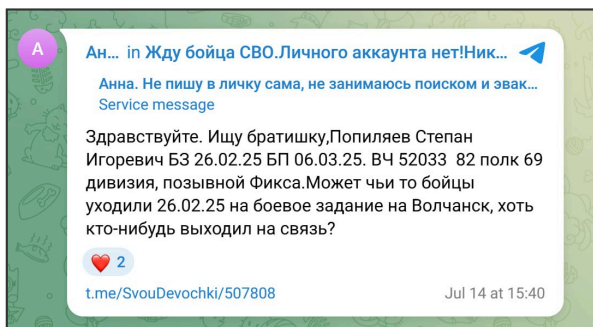 А
Ан... in Жду бойца СВО.Личного аккаунта нет!Ник...
Анна. Не пишу в личку сама, не занимаюсь поиском и эвак...
Service message
Здравствуйте. Ищу братишку,Попиляев Степан
Игоревич БЗ 26.02.25 БП 06.03.25. ВЧ 52033 82 полк 69
дивизия, позывной Фикса.Может чьи то бойцы
уходили 26.02.25 на боевое задание на Волчанск, хоть
кто-нибудь выходил на связь?
❤️ 2
t.me/SvouDevochki/507808
Jul 14 at 15:40